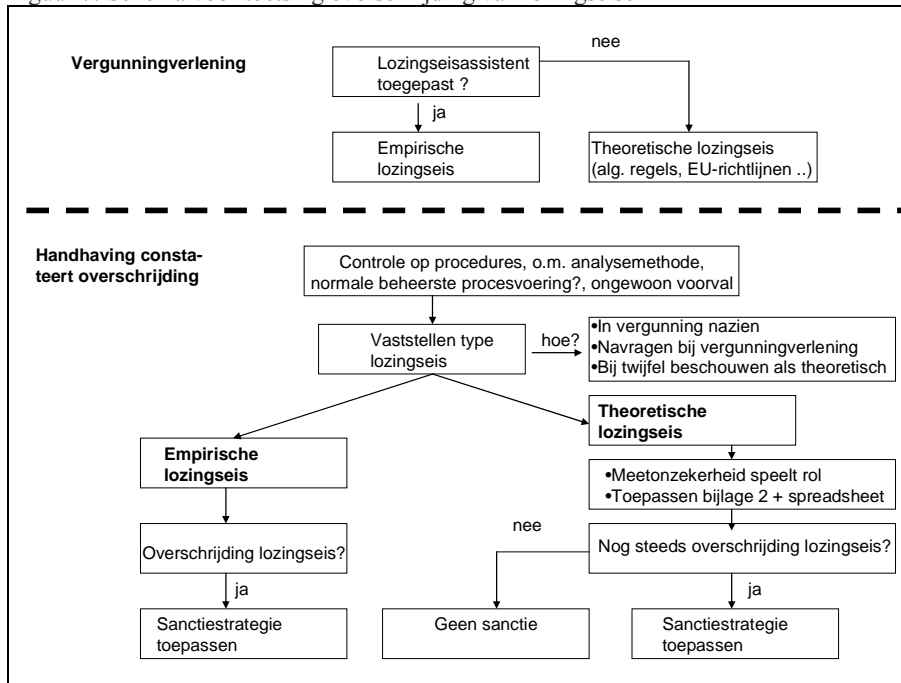 nee
Vergunningverlening
Lozingseisassistent
toegepast ?
ja
Empirische
lozingseis
Theoretische lozingseis
(alg. regels, EU-richtlijnen ..)
Handhaving consta-
teert overschrijding
Controle op procedures, o.m. analysemethode,
normale beheerste procesvoering?, ongewoon voorval
Vaststellen type
lozingseis
hoe?
•In vergunning nazien
•Navragen bij vergunningverlening
•Bij twijfel beschouwen als theoretisch
Theoretische
lozingseis
Empirische
lozingseis
•Meetonzekerheid speelt rol
•Toepassen bijlage 2 + spreadsheet
nee
Overschrijding lozingseis?
Nog steeds overschrijding lozingseis?
ja
ja
Sanctiestrategie
toepassen
Geen sanctie
Sanctiestrategie
toepassen